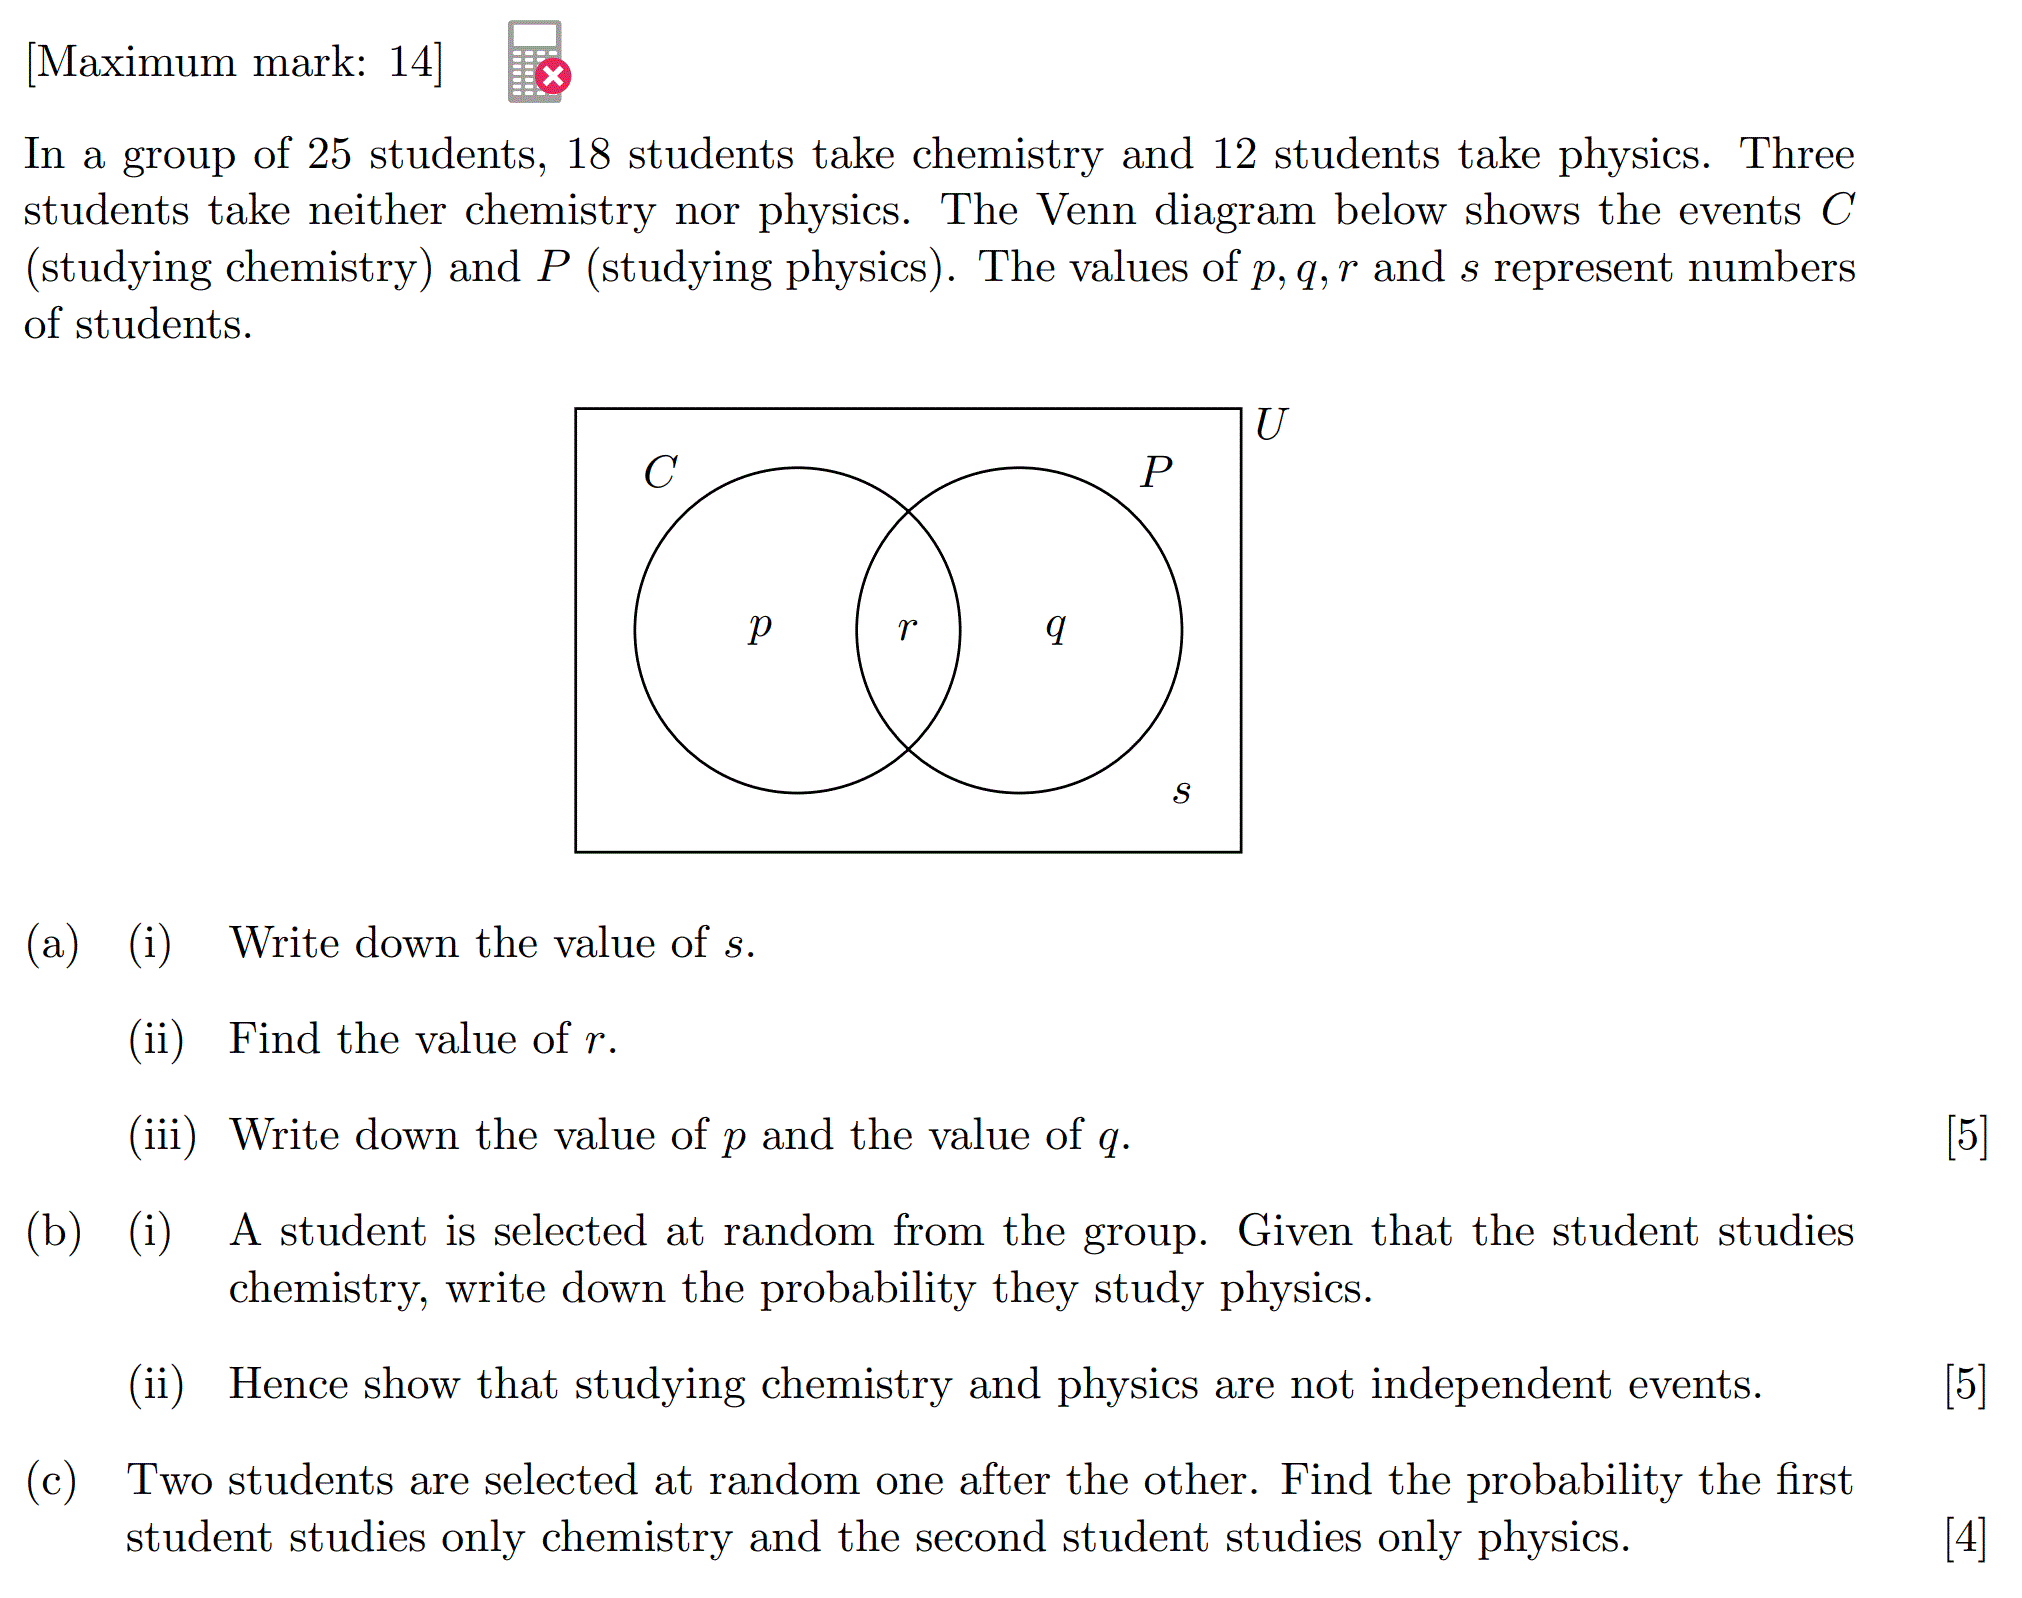 [Maximum mark: 14]
In a group of 25 students, 18 students take chemistry and 12 students take physics. Three
students take neither chemistry nor physics. The Venn diagram below shows the events C
(studying chemistry) and P (studying physics). The values of p, q, r and s represent numbers
of students.
U
C
P
p
r
q
s
(a) (i) Write down the value of s.
(ii) Find the value of r.
(iii) Write down the value of p and the value of q. [5]
(b) (i) A student is selected at random from the group. Given that the student studies
chemistry, write down the probability they study physics.
(ii) Hence show that studying chemistry and physics are not independent events. [5]
(c) Two students are selected at random one after the other. Find the probability the first
student studies only chemistry and the second student studies only physics. [4]